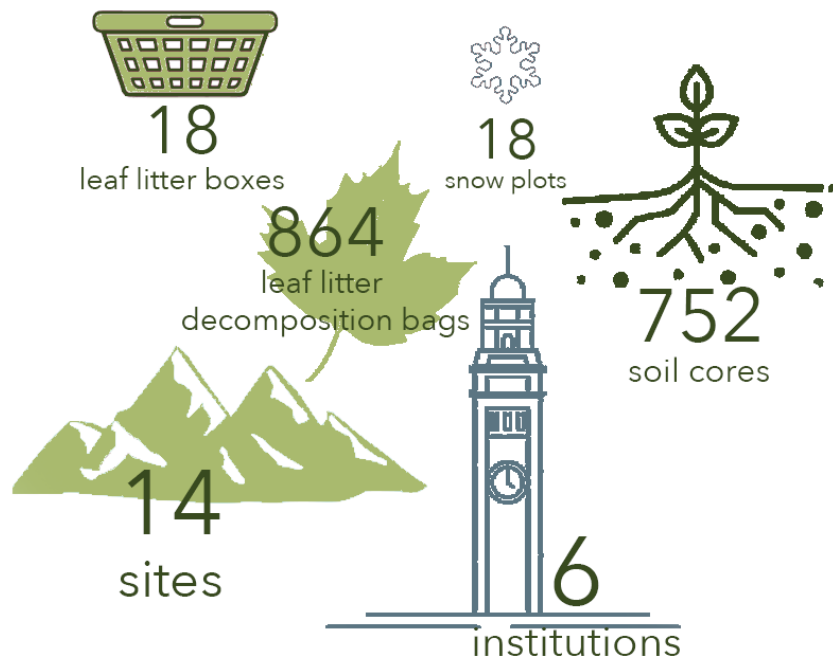 18
leaf litter boxes
18
snow plots
864
leaf litter
decomposition bags
752
soil cores
14
sites
6
institutions